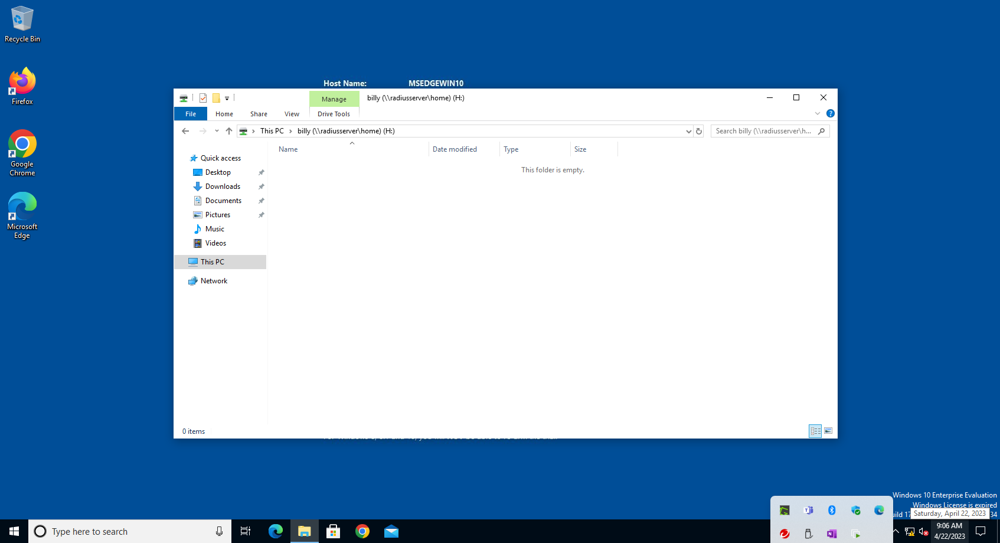 Recycle Bin
Firefox
Google
Chrome
Microsoft
Edge
Host Name: MSEDGEWIN10
Manage
billy (\\radiusserver\home) (H:)
File Home Share View Drive Tools
This PC > billy (\\radiusserver\home) (H:)
Search billy (\\radiusserver\h...
Name Date modified Type Size
This folder is empty.
Quick access
Desktop
Downloads
Documents
Pictures
Music
Videos
This PC
Network
0 items
Windows 10 Enterprise Evaluation
Windows License is expired
Saturday, April 22, 2023
34
Type here to search
9:06 AM
4/22/2023